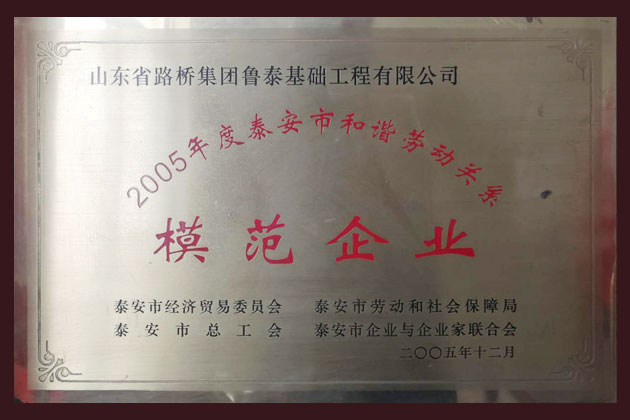 山东省路桥集团鲁泰基础工程有限公司
2005年度泰安市和谐劳动关系
模范企业
泰安市经济贸易委员会 泰安市劳动和社会保障局
泰安市总工会 泰安市企业与企业家联合会
二〇〇五年十二月